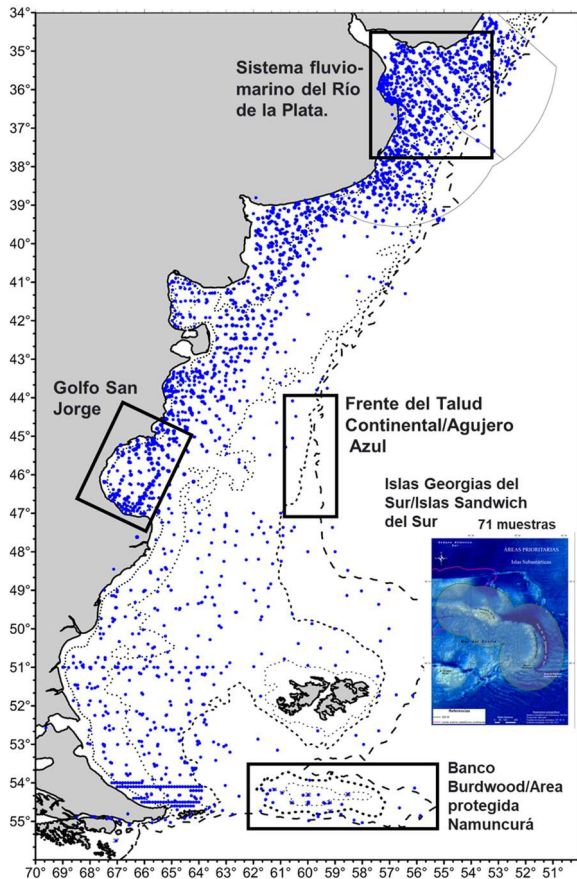 34°
35°
36°
37°
38°
39°
40°
41°
42°
43°
44°
45°
46°
47°
48°
49°
50°
51°
52°
53°
54°
55°
Sistema fluvio-
marino del Río
de la Plata.
Golfo San
Jorge
Frente del Talud
Continental/Agujero
Azul
Islas Georgias del
Sur/Islas Sandwich
del Sur
71 muestras
AREAS PRIORITARIAS
Banco
Burdwood/Area
protegida
Namuncurá
70° 69° 68° 67° 66° 65° 64° 63° 62° 61° 60° 59° 58° 57° 56° 55° 54° 53° 52° 51°